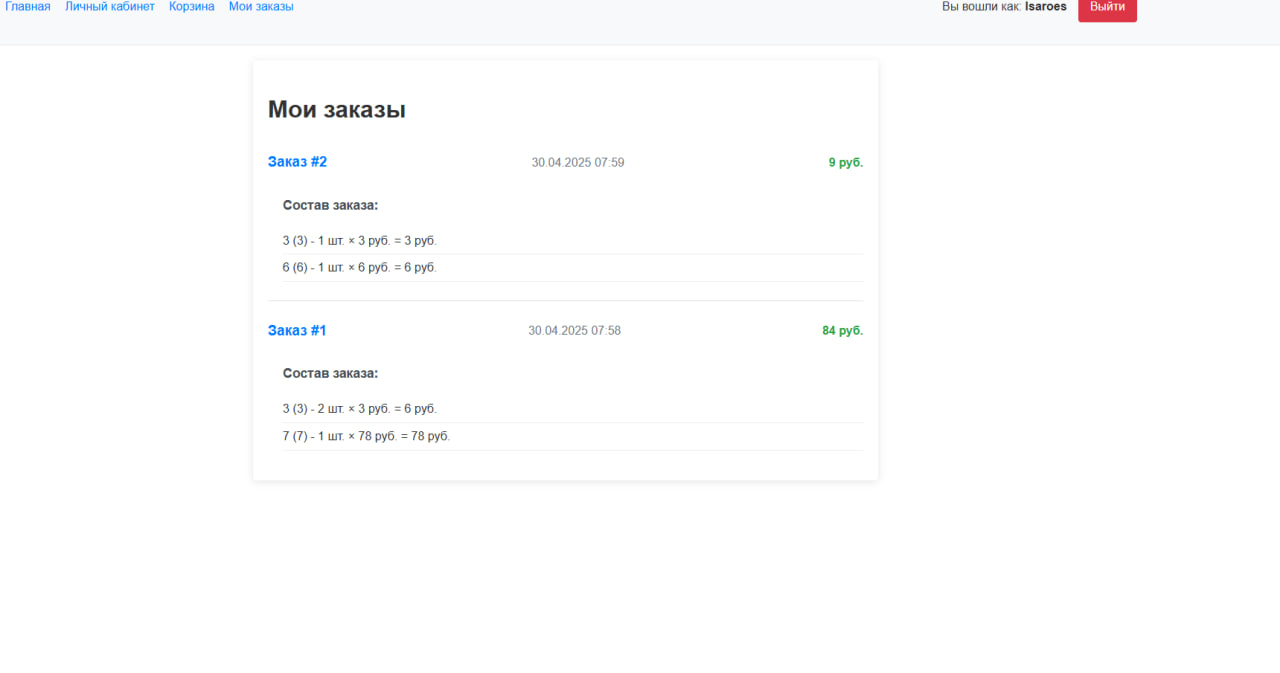 Главная Личный кабинет Корзина Мои заказы Вы вошли как: Isaroes Выйти
Мои заказы
Заказ #2 30.04.2025 07:59 9 руб.
Состав заказа:
3 (3) - 1 шт. × 3 руб. = 3 руб.
6 (6) - 1 шт. × 6 руб. = 6 руб.
Заказ #1 30.04.2025 07:58 84 руб.
Состав заказа:
3 (3) - 2 шт. × 3 руб. = 6 руб.
7 (7) - 1 шт. × 78 руб. = 78 руб.